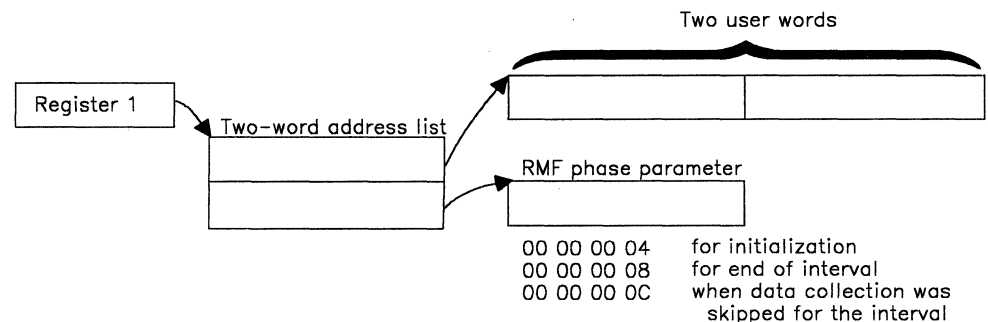 Two user words
Register 1
Two-word address list
RMF phase parameter
00 00 00 04 for initialization
00 00 00 08 for end of interval
00 00 00 0C when data collection was
skipped for the interval